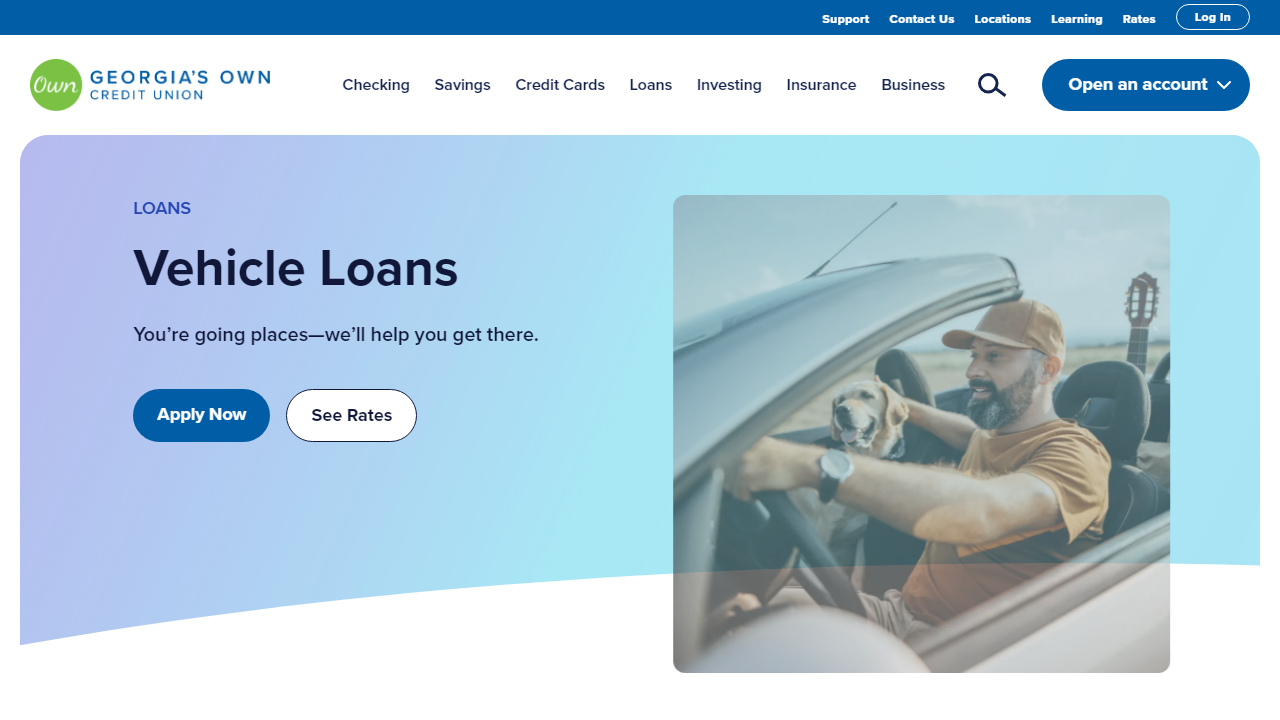 Support Contact Us Locations Learning Rates Log In
Own GEORGIA'S OWN
CREDIT UNION
Checking Savings Credit Cards Loans Investing Insurance Business Open an account
LOANS
Vehicle Loans
You’re going places—we’ll help you get there.
Apply Now See Rates